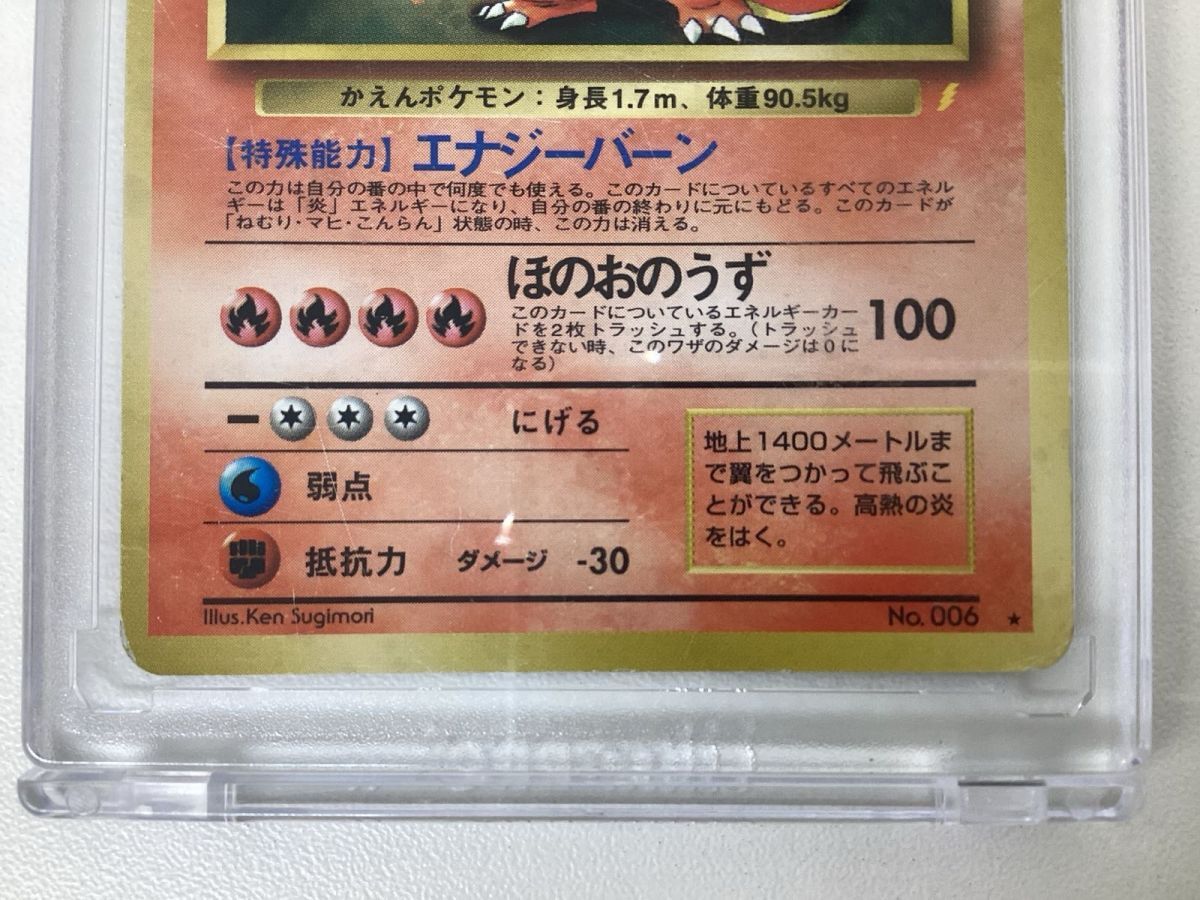 かえんポケモン：身長1.7m、体重90.5kg
【特殊能力】エナジーバーン
この力は自分の番の中で何度でも使える。このカードについているすべてのエネル
ギーは「炎」エネルギーになり、自分の番の終わりに元にもどる。このカードが
「ねむり・マヒ・こんらん」状態の時、この力は消える。
ほのおのうず
このカードについているエネルギーカー
ドを2枚トラッシュする。（トラッシュ
できない時、このワザのダメージは0に
なる）
100
ー にげる
弱点
抵抗力 ダメージ -30
地上1400メートルま
で翼をつかって飛ぶこ
とができる。高熱の炎
をはく。
Illus.Ken Sugimori
No. 006 ★